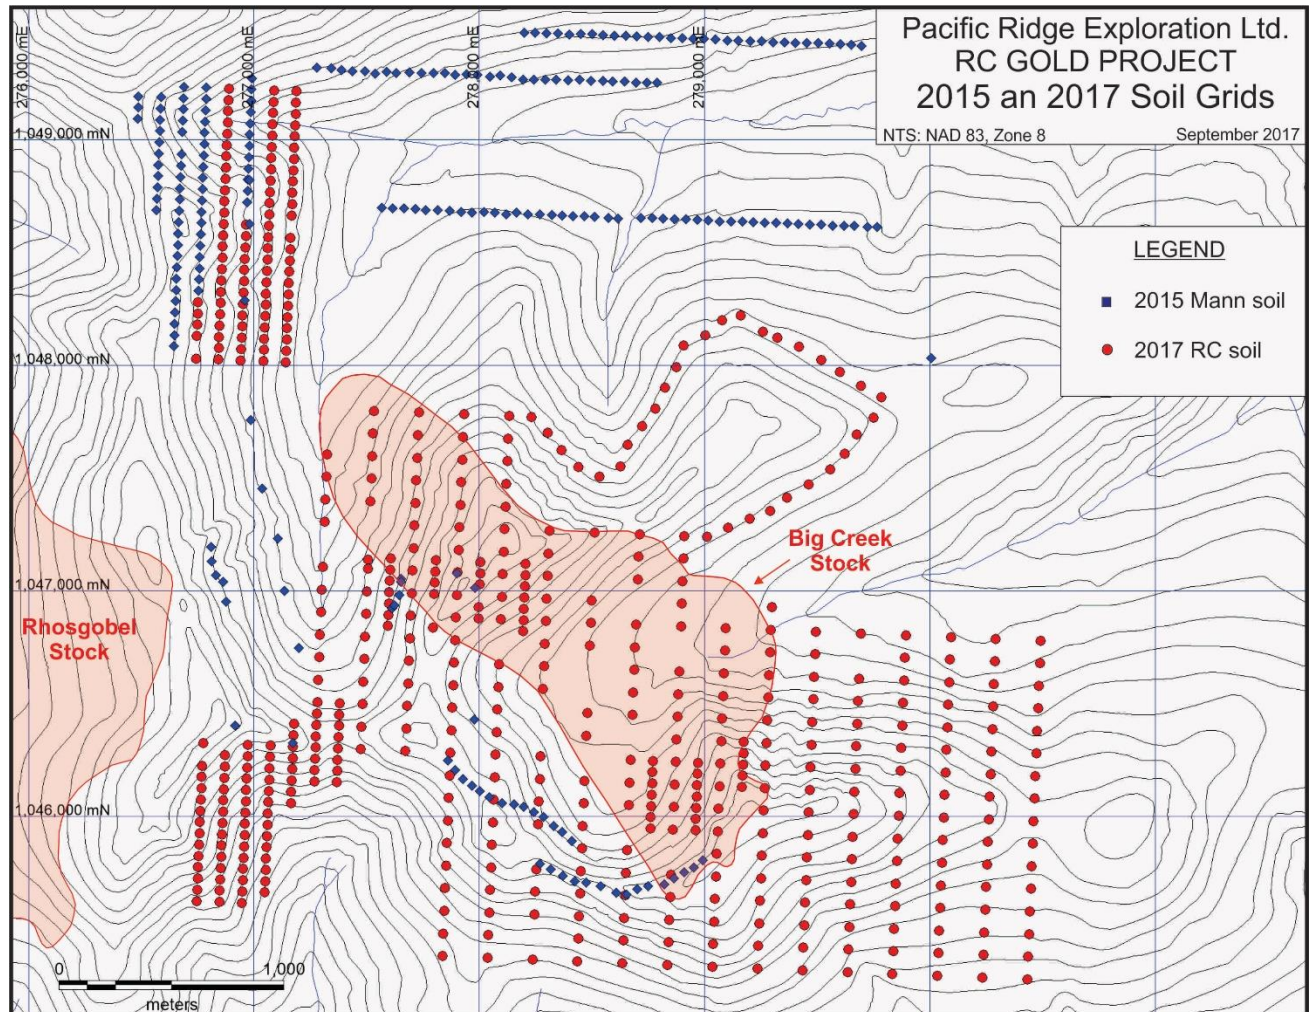 Pacific Ridge Exploration Ltd.
RC GOLD PROJECT
2015 an 2017 Soil Grids
NTS: NAD 83, Zone 8 September 2017
276,000 mE
277,000 mE
278,000 mE
279,000 mE
1,049,000 mN
LEGEND
2015 Mann soil
2017 RC soil
1,048,000 mN
Big Creek
Stock
1,047,000 mN
Rhosgobel
Stock
1,046,000 mN
0 1,000
meters